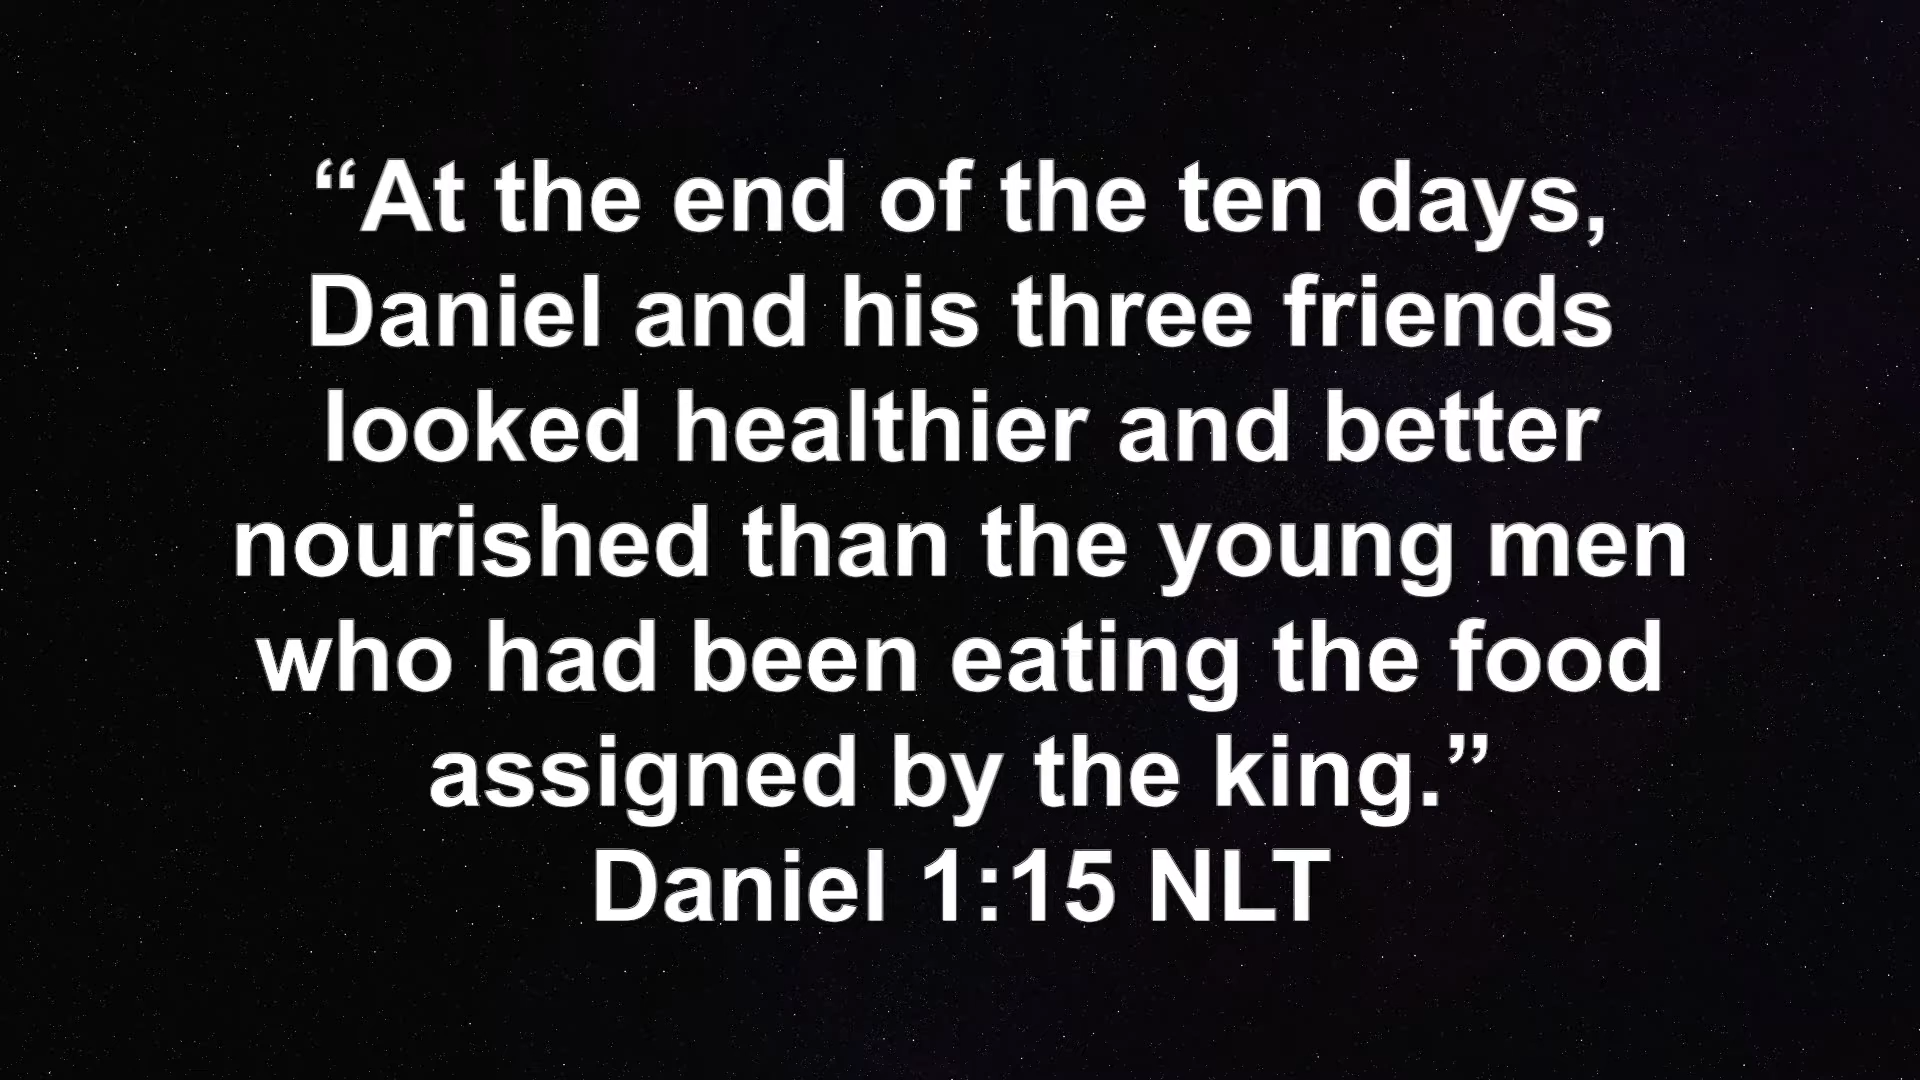 “At the end of the ten days,
Daniel and his three friends
looked healthier and better
nourished than the young men
who had been eating the food
assigned by the king.”
Daniel 1:15 NLT